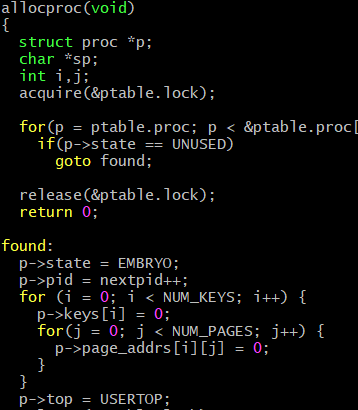 allocproc(void)
{
struct proc *p;
char *sp;
int i,j;
acquire(&ptable.lock);
for(p = ptable.proc; p < &ptable.proc[
if(p->state == UNUSED)
goto found;
release(&ptable.lock);
return 0;
found:
p->state = EMBRYO;
p->pid = nextpid++;
for (i = 0; i < NUM_KEYS; i++) {
p->keys[i] = 0;
for(j = 0; j < NUM_PAGES; j++) {
p->page_addrs[i][j] = 0;
}
}
p->top = USERTOP;